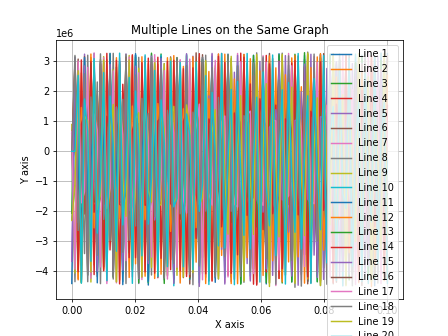 Multiple Lines on the Same Graph
1e6
3
2
1
0
−1
−2
−3
−4
Y axis
0.00
0.02
0.04
0.06
X axis
Line 1
Line 2
Line 3
Line 4
Line 5
Line 6
Line 7
Line 8
Line 9
Line 10
Line 11
Line 12
Line 13
Line 14
Line 15
Line 16
Line 17
Line 18
Line 19
Line 20